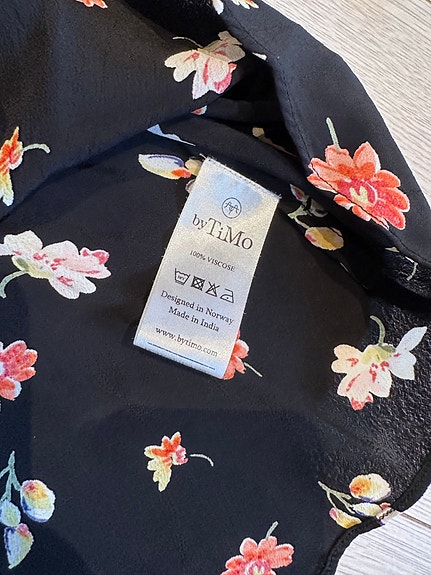 byTiMo
100% VISCOSE
Designed in Norway
Made in India
www.bytimo.com